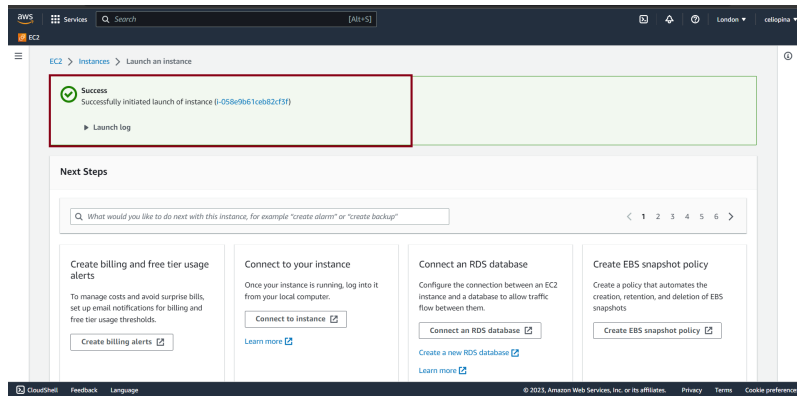 aws Services Search [Alt+S] London ▼ celiopina ▼
EC2
EC2 > Instances > Launch an instance
Success
Successfully initiated launch of instance (i-058e9b61ceb82cf3f)
▶ Launch log
Next Steps
What would you like to do next with this instance, for example "create alarm" or "create backup"
< 1 2 3 4 5 6 >
Create billing and free tier usage
alerts
To manage costs and avoid surprise bills,
set up email notifications for billing and
free tier usage thresholds.
Create billing alerts
Connect to your instance
Once your instance is running, log into it
from your local computer.
Connect to instance
Learn more
Connect an RDS database
Configure the connection between an EC2
instance and a database to allow traffic
flow between them.
Connect an RDS database
Create a new RDS database
Learn more
Create EBS snapshot policy
Create a policy that automates the
creation, retention, and deletion of EBS
snapshots
Create EBS snapshot policy
CloudShell Feedback Language © 2023, Amazon Web Services, Inc. or its affiliates. Privacy Terms Cookie preference